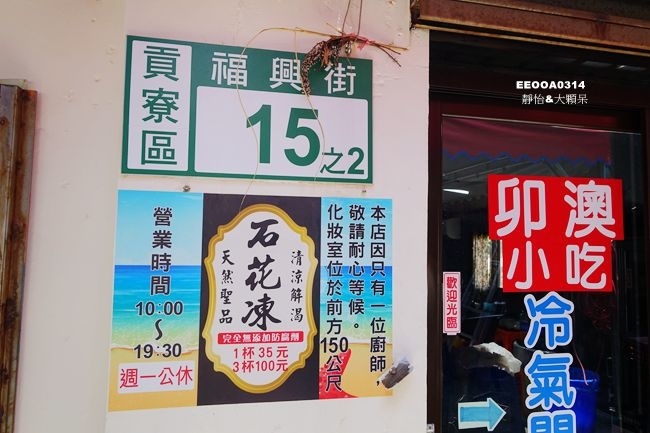 貢寮區
福興街
15之2
EEOOA0314
靜怡&大顆呆
營業時間
10:00
～
19:30
週一公休
石花凍
清涼解渴
天然聖品
完全無添加防腐劑
1杯 35元
3杯100元
本店因只有一位廚師，
敬請耐心等候。
化妝室位於前方150公尺
歡迎光臨
卯澳
小吃
冷氣開